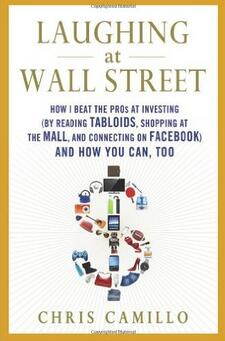 LAUGHING
at
WALL STREET
HOW I BEAT THE PROS AT INVESTING
(BY READING TABLOIDS, SHOPPING AT
THE MALL, AND CONNECTING ON FACEBOOK)
AND HOW YOU CAN, TOO
CHRIS CAMILLO